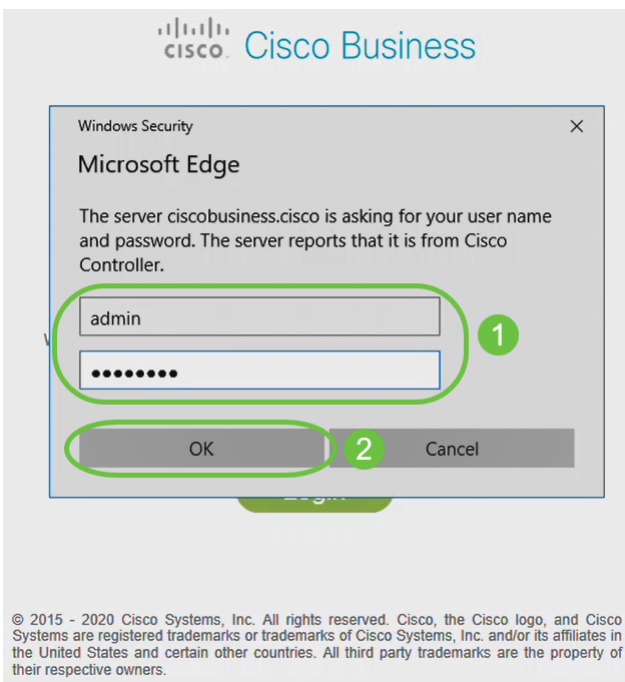 CISCO Cisco Business
Windows Security
Microsoft Edge
The server ciscobusiness.cisco is asking for your user name
and password. The server reports that it is from Cisco
Controller.
admin
●●●●●●●●
1
OK
2
Cancel
Login
© 2015 - 2020 Cisco Systems, Inc. All rights reserved. Cisco, the Cisco logo, and Cisco
Systems are registered trademarks or trademarks of Cisco Systems, Inc. and/or its affiliates in
the United States and certain other countries. All third party trademarks are the property of
their respective owners.